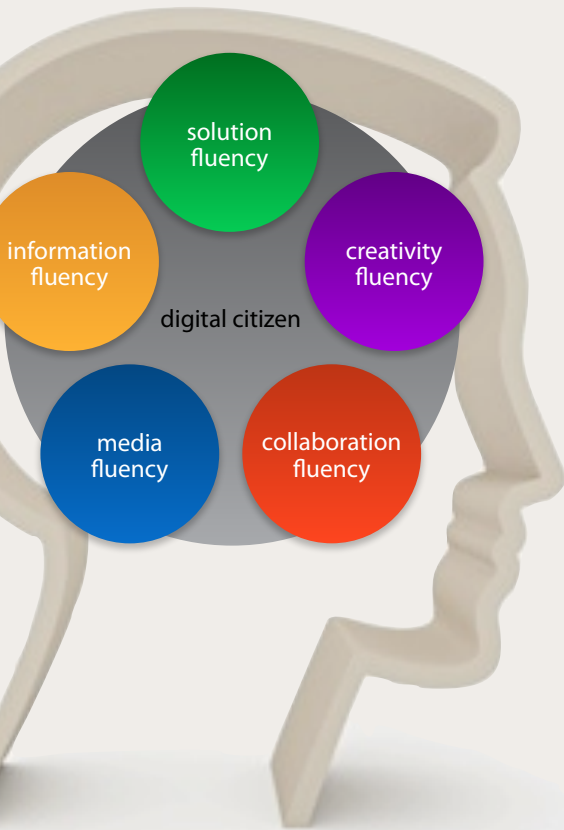 solution
fluency
information
fluency
creativity
fluency
digital citizen
media
fluency
collaboration
fluency